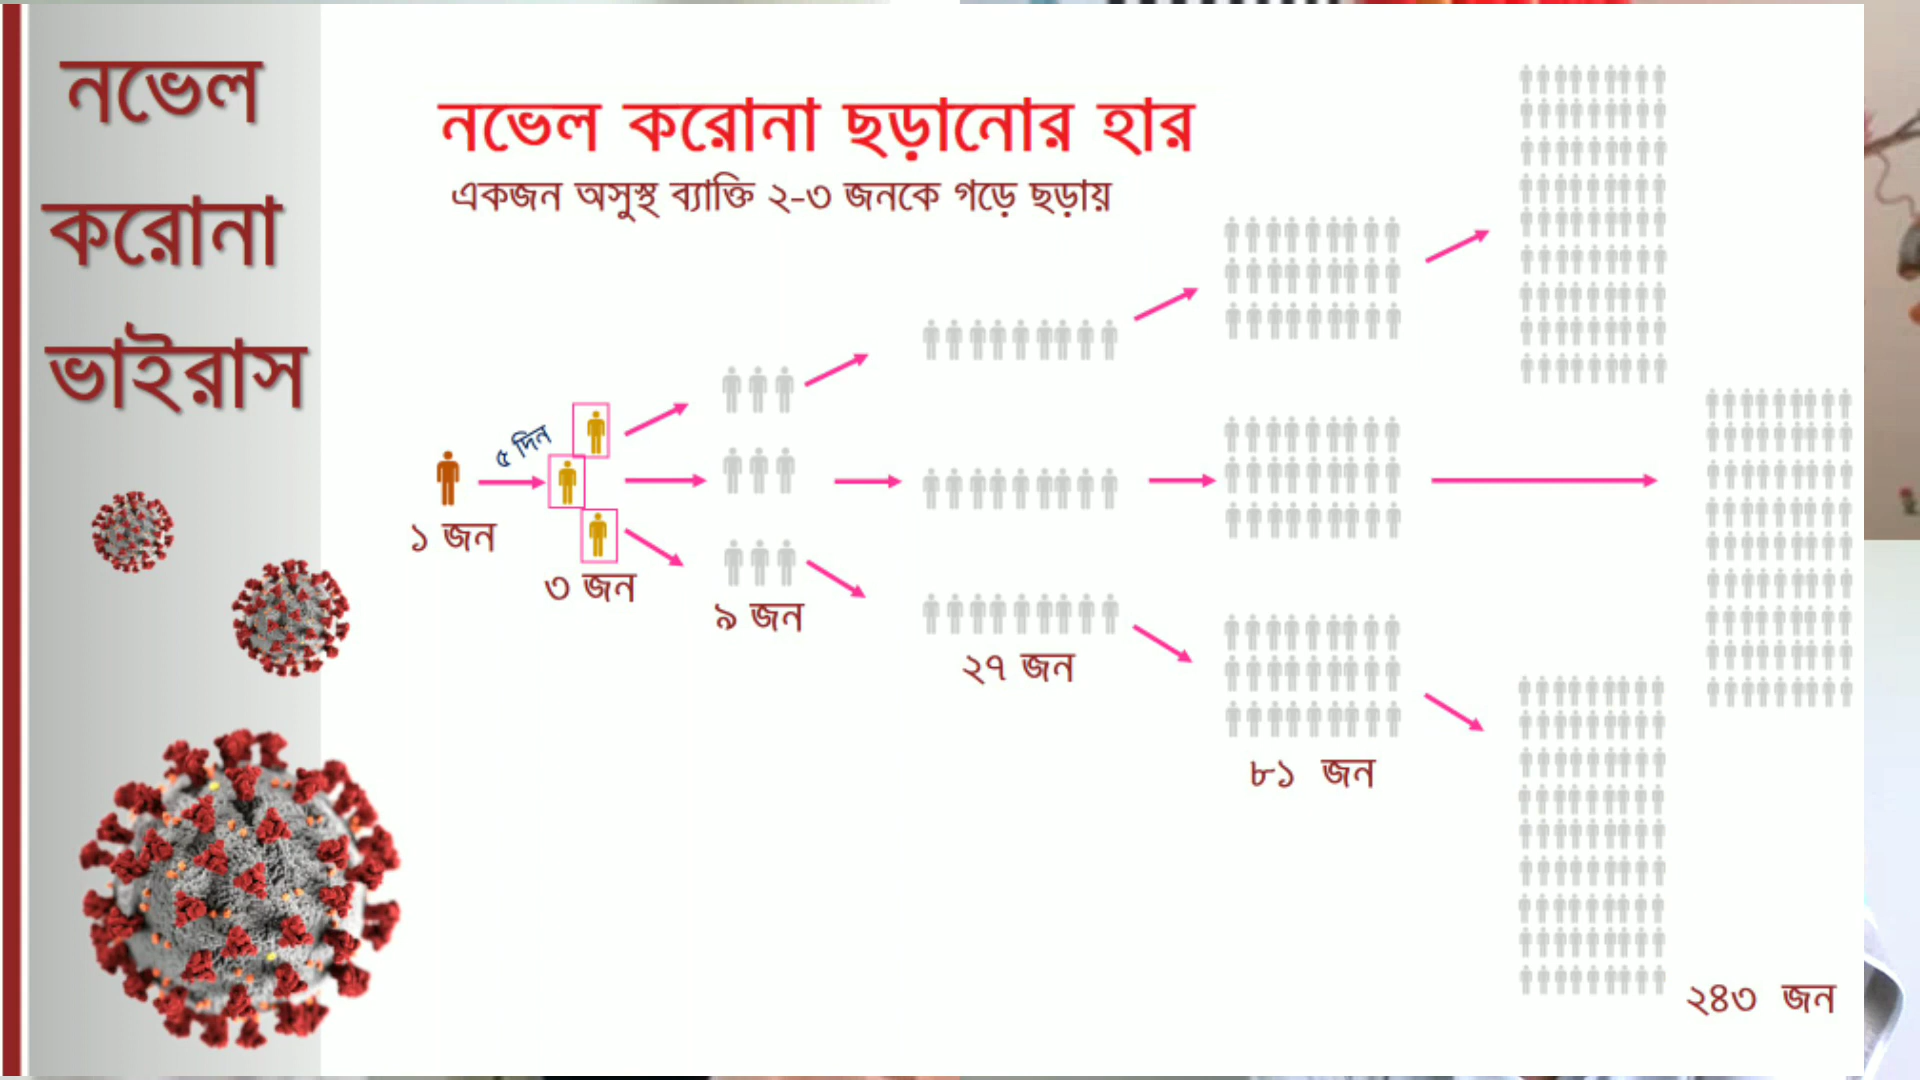 নভেল
করোনা
ভাইরাস
নভেল করোনা ছড়ানোর হার
একজন অসুস্থ ব্যাক্তি ২-৩ জনকে গড়ে ছড়ায়
৫ দিন
১ জন
৩ জন
৯ জন
২৭ জন
৮১ জন
২৪৩ জন